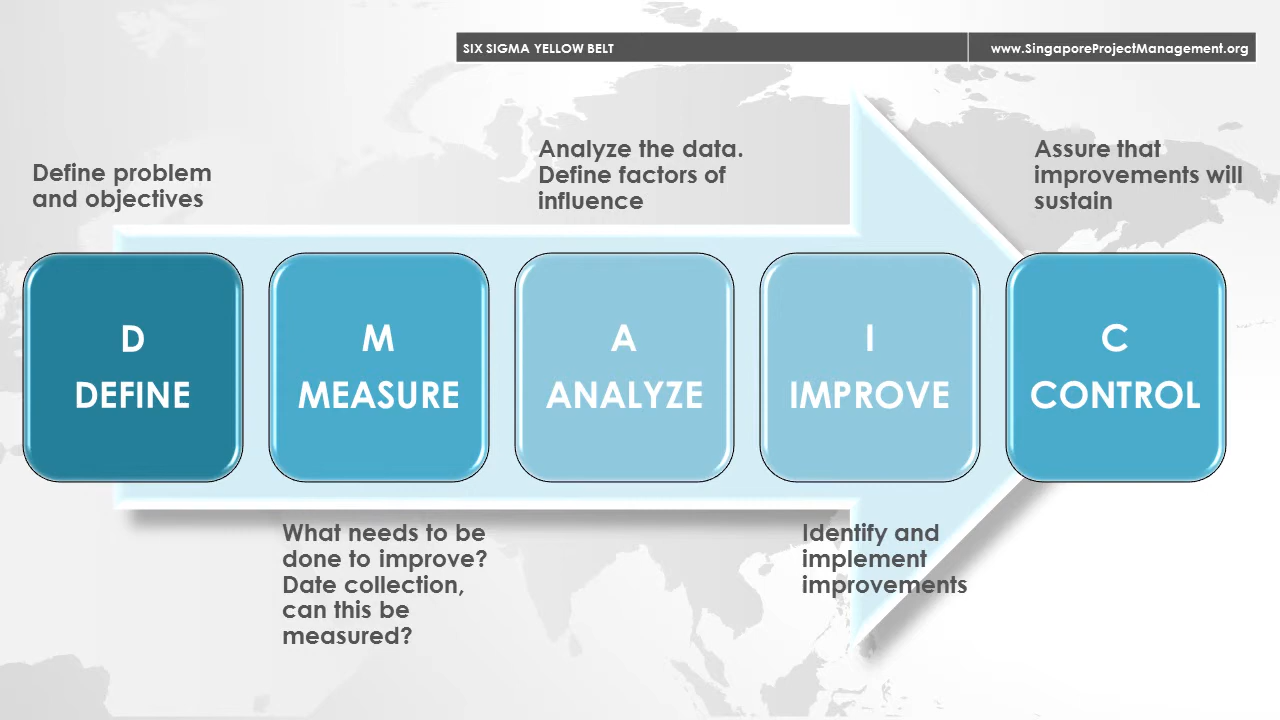 SIX SIGMA YELLOW BELT
www.SingaporeProjectManagement.org
Define problem
and objectives
Analyze the data.
Define factors of
influence
Assure that
improvements will
sustain
D
DEFINE
M
MEASURE
A
ANALYZE
I
IMPROVE
C
CONTROL
What needs to be
done to improve?
Date collection,
can this be
measured?
Identify and
implement
improvements